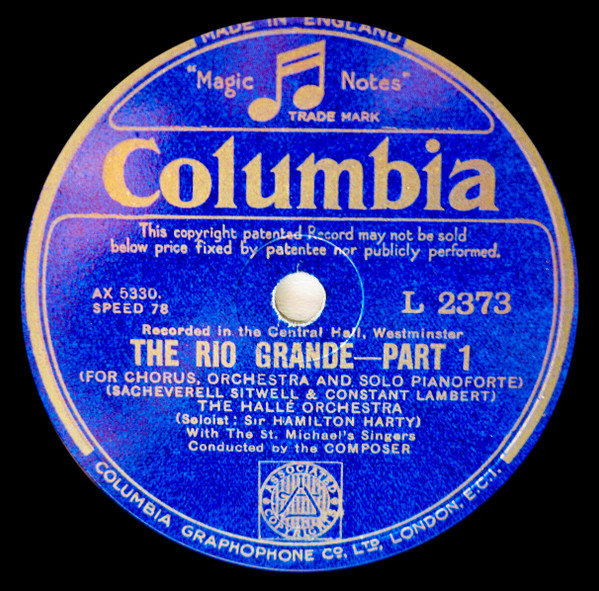 MADE IN ENGLAND
"Magic Notes"
TRADE MARK
Columbia
This copyright patented Record may not be sold
below price fixed by patentee nor publicly performed.
AX 5330.
SPEED 78
L 2373
Recorded in the Central Hall, Westminster
THE RIO GRANDE—PART 1
(FOR CHORUS, ORCHESTRA AND SOLO PIANOFORTE)
(SACHEVERELL SITWELL & CONSTANT LAMBERT)
THE HALLÉ ORCHESTRA
(Soloist: Sir HAMILTON HARTY)
With The St. Michael's Singers
Conducted by the COMPOSER
ASSOCIATED
COPYRIGHTS
COLUMBIA GRAPHOPHONE Co, LTD, LONDON, E.C.1.